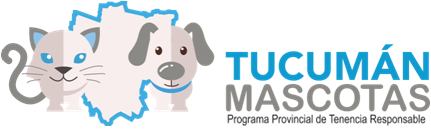 TUCUMÁN
MASCOTAS
Programa Provincial de Tenencia Responsable